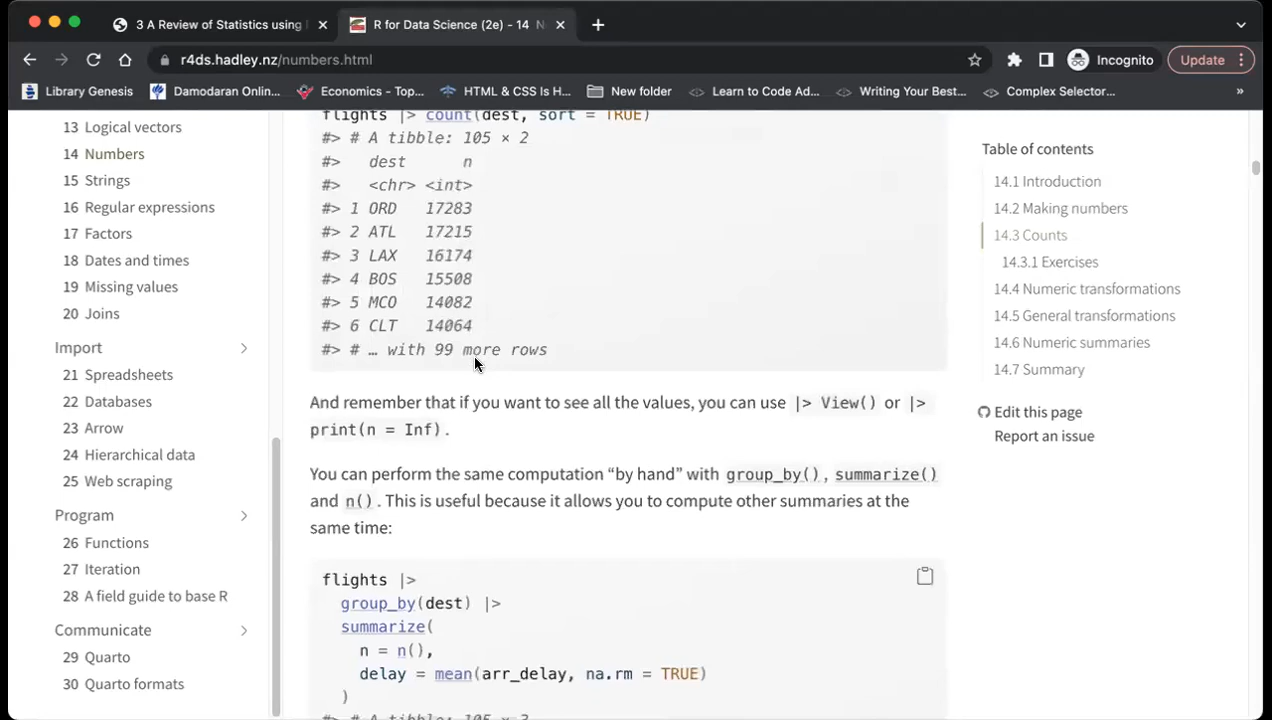 3 A Review of Statistics using
R for Data Science (2e) - 14 N
r4ds.hadley.nz/numbers.html
Incognito
Update
Library Genesis
Damodaran Onlin...
Economics - Top...
HTML & CSS Is H...
New folder
Learn to Code Ad...
Writing Your Best...
Complex Selector...
»
13 Logical vectors
14 Numbers
15 Strings
16 Regular expressions
17 Factors
18 Dates and times
19 Missing values
20 Joins
Import
21 Spreadsheets
22 Databases
23 Arrow
24 Hierarchical data
25 Web scraping
Program
26 Functions
27 Iteration
28 A field guide to base R
Communicate
29 Quarto
30 Quarto formats
flights |> count(dest, sort = TRUE)
#> # A tibble: 105 × 2
#>   dest      n
#>   <chr> <int>
#> 1 ORD   17283
#> 2 ATL   17215
#> 3 LAX   16174
#> 4 BOS   15508
#> 5 MCO   14082
#> 6 CLT   14064
#> # … with 99 more rows
And remember that if you want to see all the values, you can use |> View() or |>
print(n = Inf).
You can perform the same computation “by hand” with group_by(), summarize()
and n(). This is useful because it allows you to compute other summaries at the
same time:
flights |>
  group_by(dest) |>
  summarize(
    n = n(),
    delay = mean(arr_delay, na.rm = TRUE)
  )
#> # A tibble: 105 × 3
Table of contents
14.1 Introduction
14.2 Making numbers
14.3 Counts
14.3.1 Exercises
14.4 Numeric transformations
14.5 General transformations
14.6 Numeric summaries
14.7 Summary
Edit this page
Report an issue